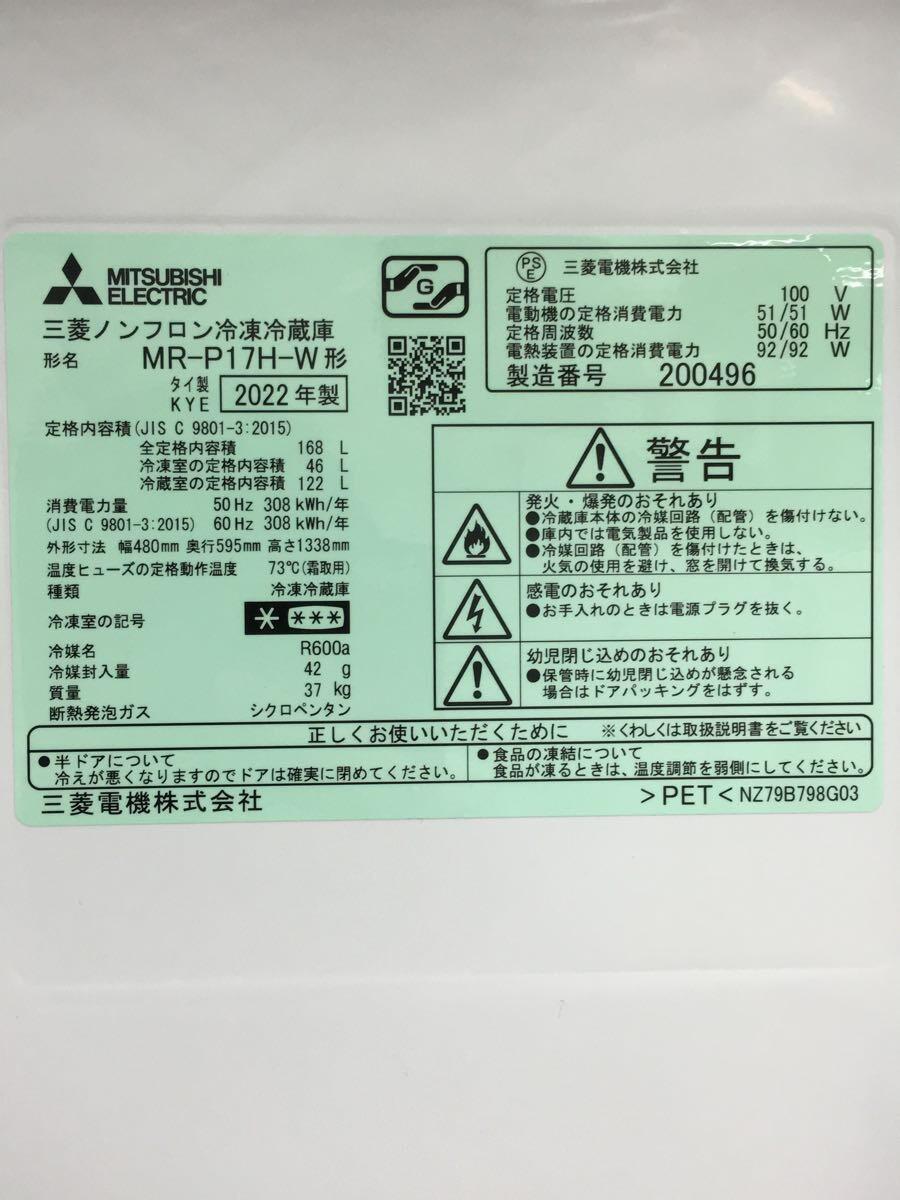 MITSUBISHI
ELECTRIC
三菱ノンフロン冷凍冷蔵庫
形名 MR-P17H-W形
タイ製
KYE 2022年製
定格内容積(JIS C 9801-3:2015)
全定格内容積 168 L
冷凍室の定格内容積 46 L
冷蔵室の定格内容積 122 L
消費電力量 50Hz 308kWh/年
(JIS C 9801-3:2015) 60Hz 308kWh/年
外形寸法 幅480mm 奥行595mm 高さ1338mm
温度ヒューズの定格動作温度 73℃(霜取用)
種類 冷凍冷蔵庫
冷凍室の記号 * ***
冷媒名 R600a
冷媒封入量 42 g
質量 37 kg
断熱発泡ガス シクロペンタン
G
PSE 三菱電機株式会社
定格電圧 100 V
電動機の定格消費電力 51/51 W
定格周波数 50/60 Hz
電熱装置の定格消費電力 92/92 W
製造番号 200496
警告
発火・爆発のおそれあり
●冷蔵庫本体の冷媒回路(配管)を傷付けない。
●庫内では電気製品を使用しない。
●冷媒回路(配管)を傷付けたときは、
火気の使用を避け、窓を開けて換気する。
感電のおそれあり
●お手入れのときは電源プラグを抜く。
幼児閉じ込めのおそれあり
●保管時に幼児閉じ込めが懸念される
場合はドアパッキングをはずす。
正しくお使いいただくために ※くわしくは取扱説明書をご覧ください
●半ドアについて
冷えが悪くなりますのでドアは確実に閉めてください。
●食品の凍結について
食品が凍るときは、温度調節を弱側にしてください。
三菱電機株式会社 >PET< NZ79B798G03